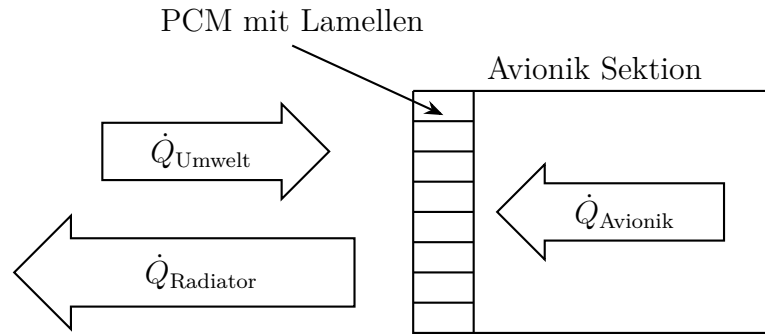 PCM mit Lamellen
Avionik Sektion
Q̇Umwelt
Q̇Avionik
Q̇Radiator